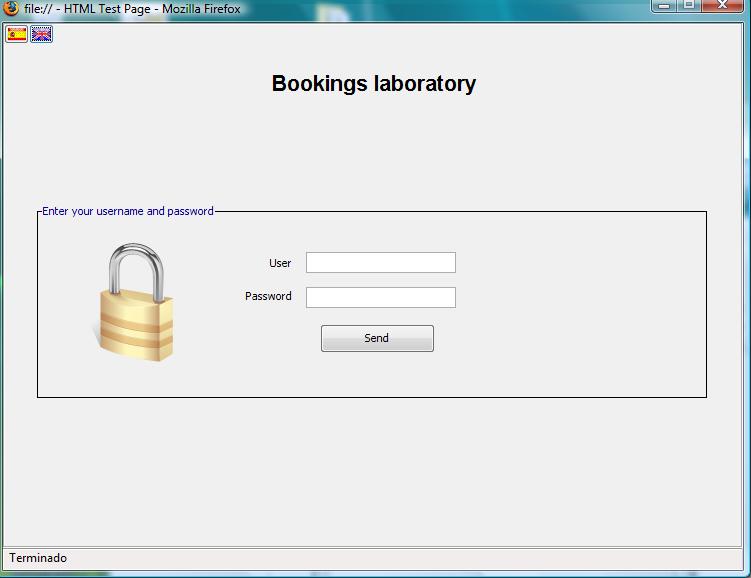 file:// - HTML Test Page - Mozilla Firefox
Bookings laboratory
Enter your username and password
User
Password
Send
Terminado